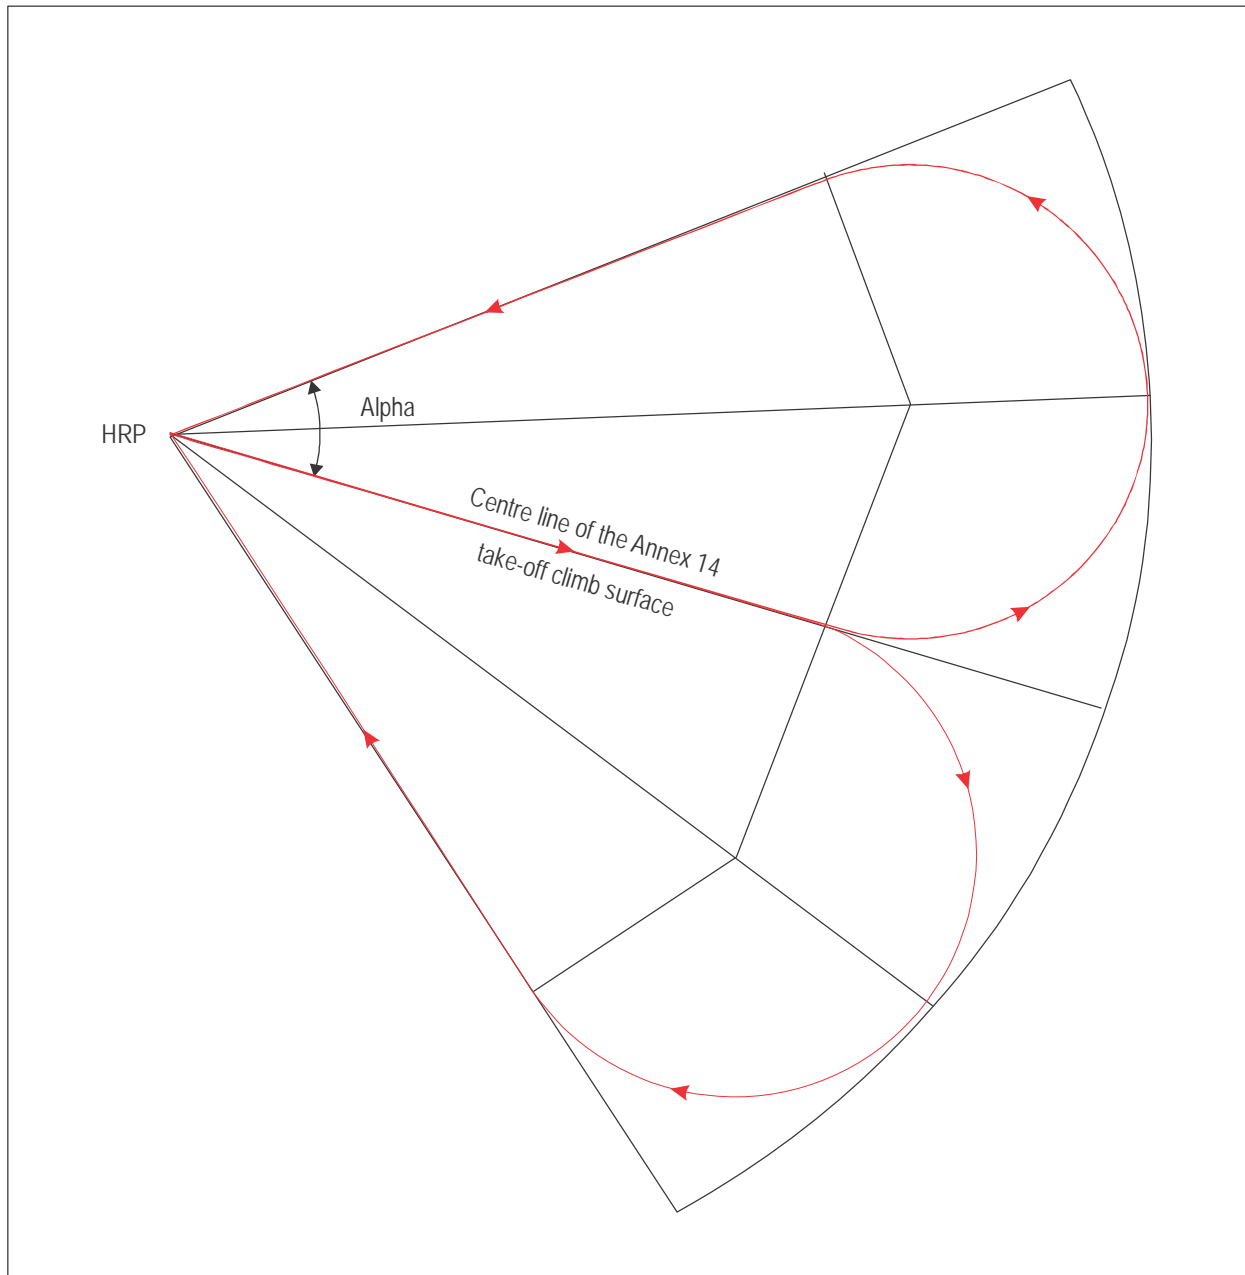 Alpha
HRP
Centre line of the Annex 14
take-off climb surface